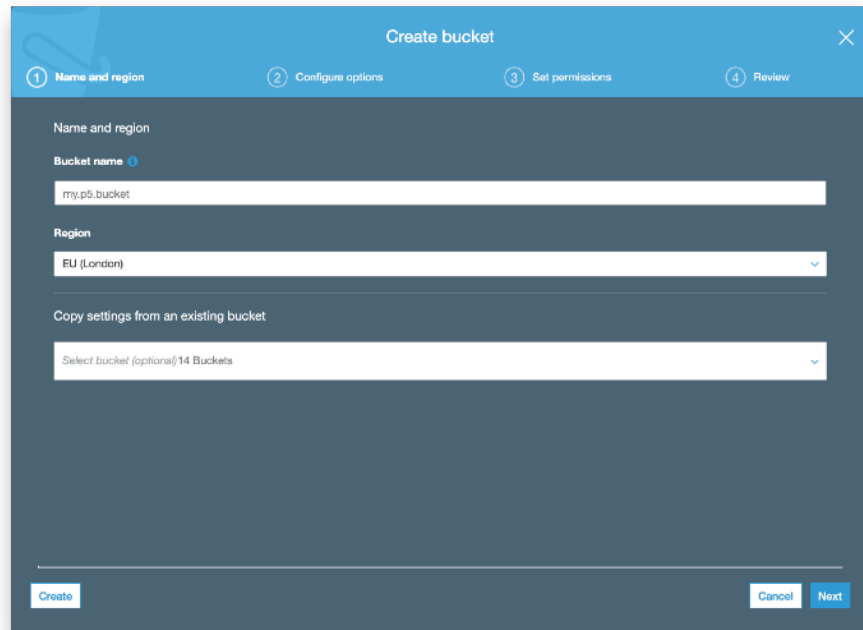 Create bucket
1 Name and region 2 Configure options 3 Set permissions 4 Review
Name and region
Bucket name
my.p5.bucket
Region
EU (London)
Copy settings from an existing bucket
Select bucket (optional)14 Buckets
Create Cancel Next